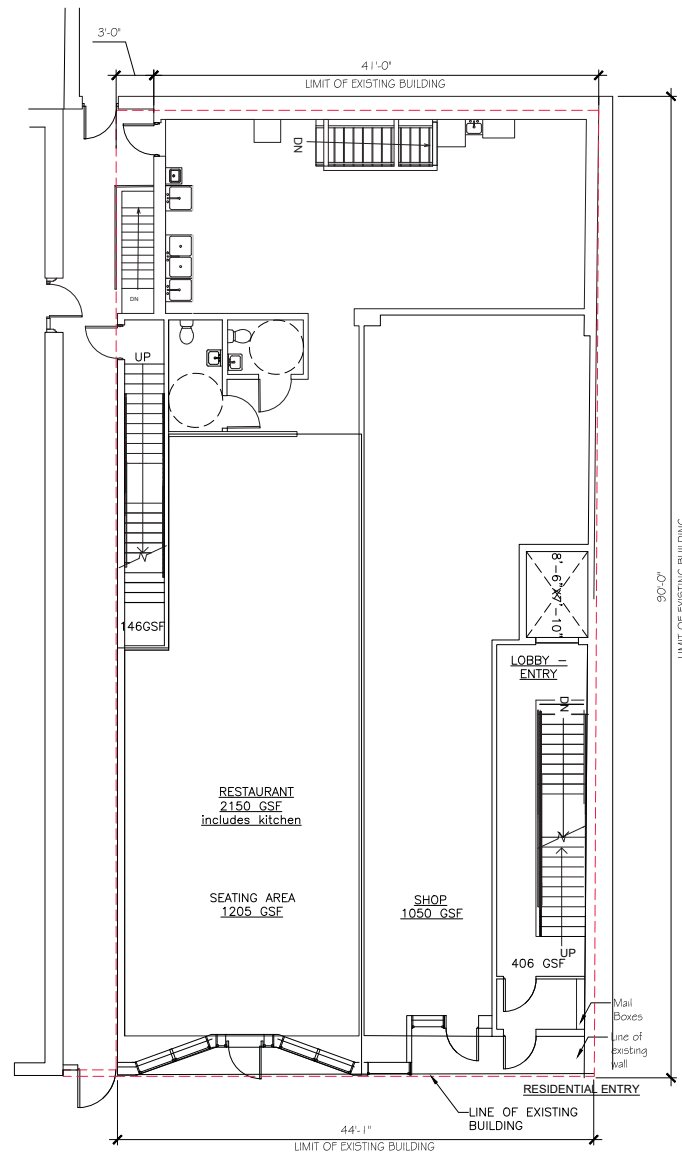 3'-0"
41'-0"
LIMIT OF EXISTING BUILDING
DN
DN
UP
8'-6"X7'-10"
146GSF
LOBBY –
ENTRY
DN
90'-0"
LIMIT OF EXISTING BUILDING
RESTAURANT
2150 GSF
includes kitchen
SEATING AREA
1205 GSF
SHOP
1050 GSF
UP
406 GSF
Mail
Boxes
Line of
existing
wall
RESIDENTIAL ENTRY
LINE OF EXISTING
BUILDING
44'-1"
LIMIT OF EXISTING BUILDING